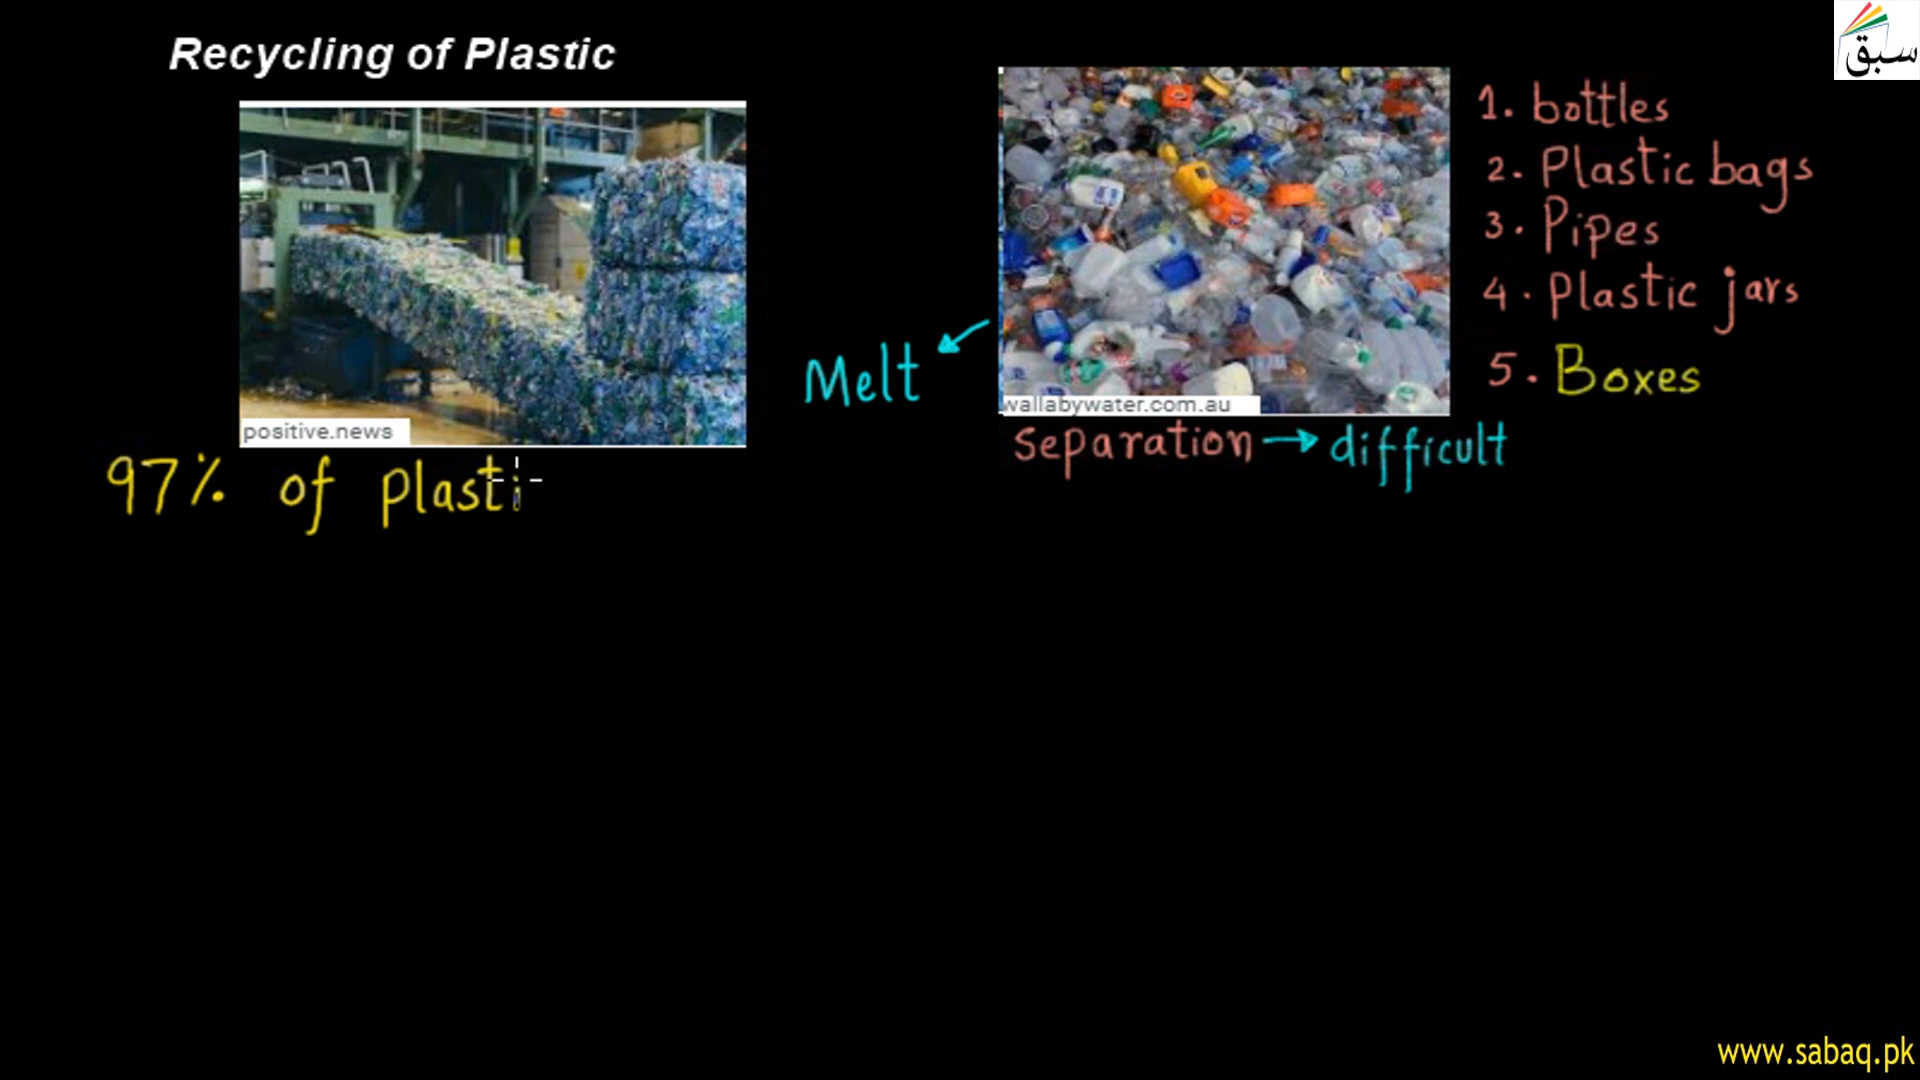 Recycling of Plastic
سبق
1. bottles
2. Plastic bags
3. Pipes
4. Plastic jars
5. Boxes
Melt
positive.news
wallabywater.com.au
separation → difficult
97% of plasti
www.sabaq.pk